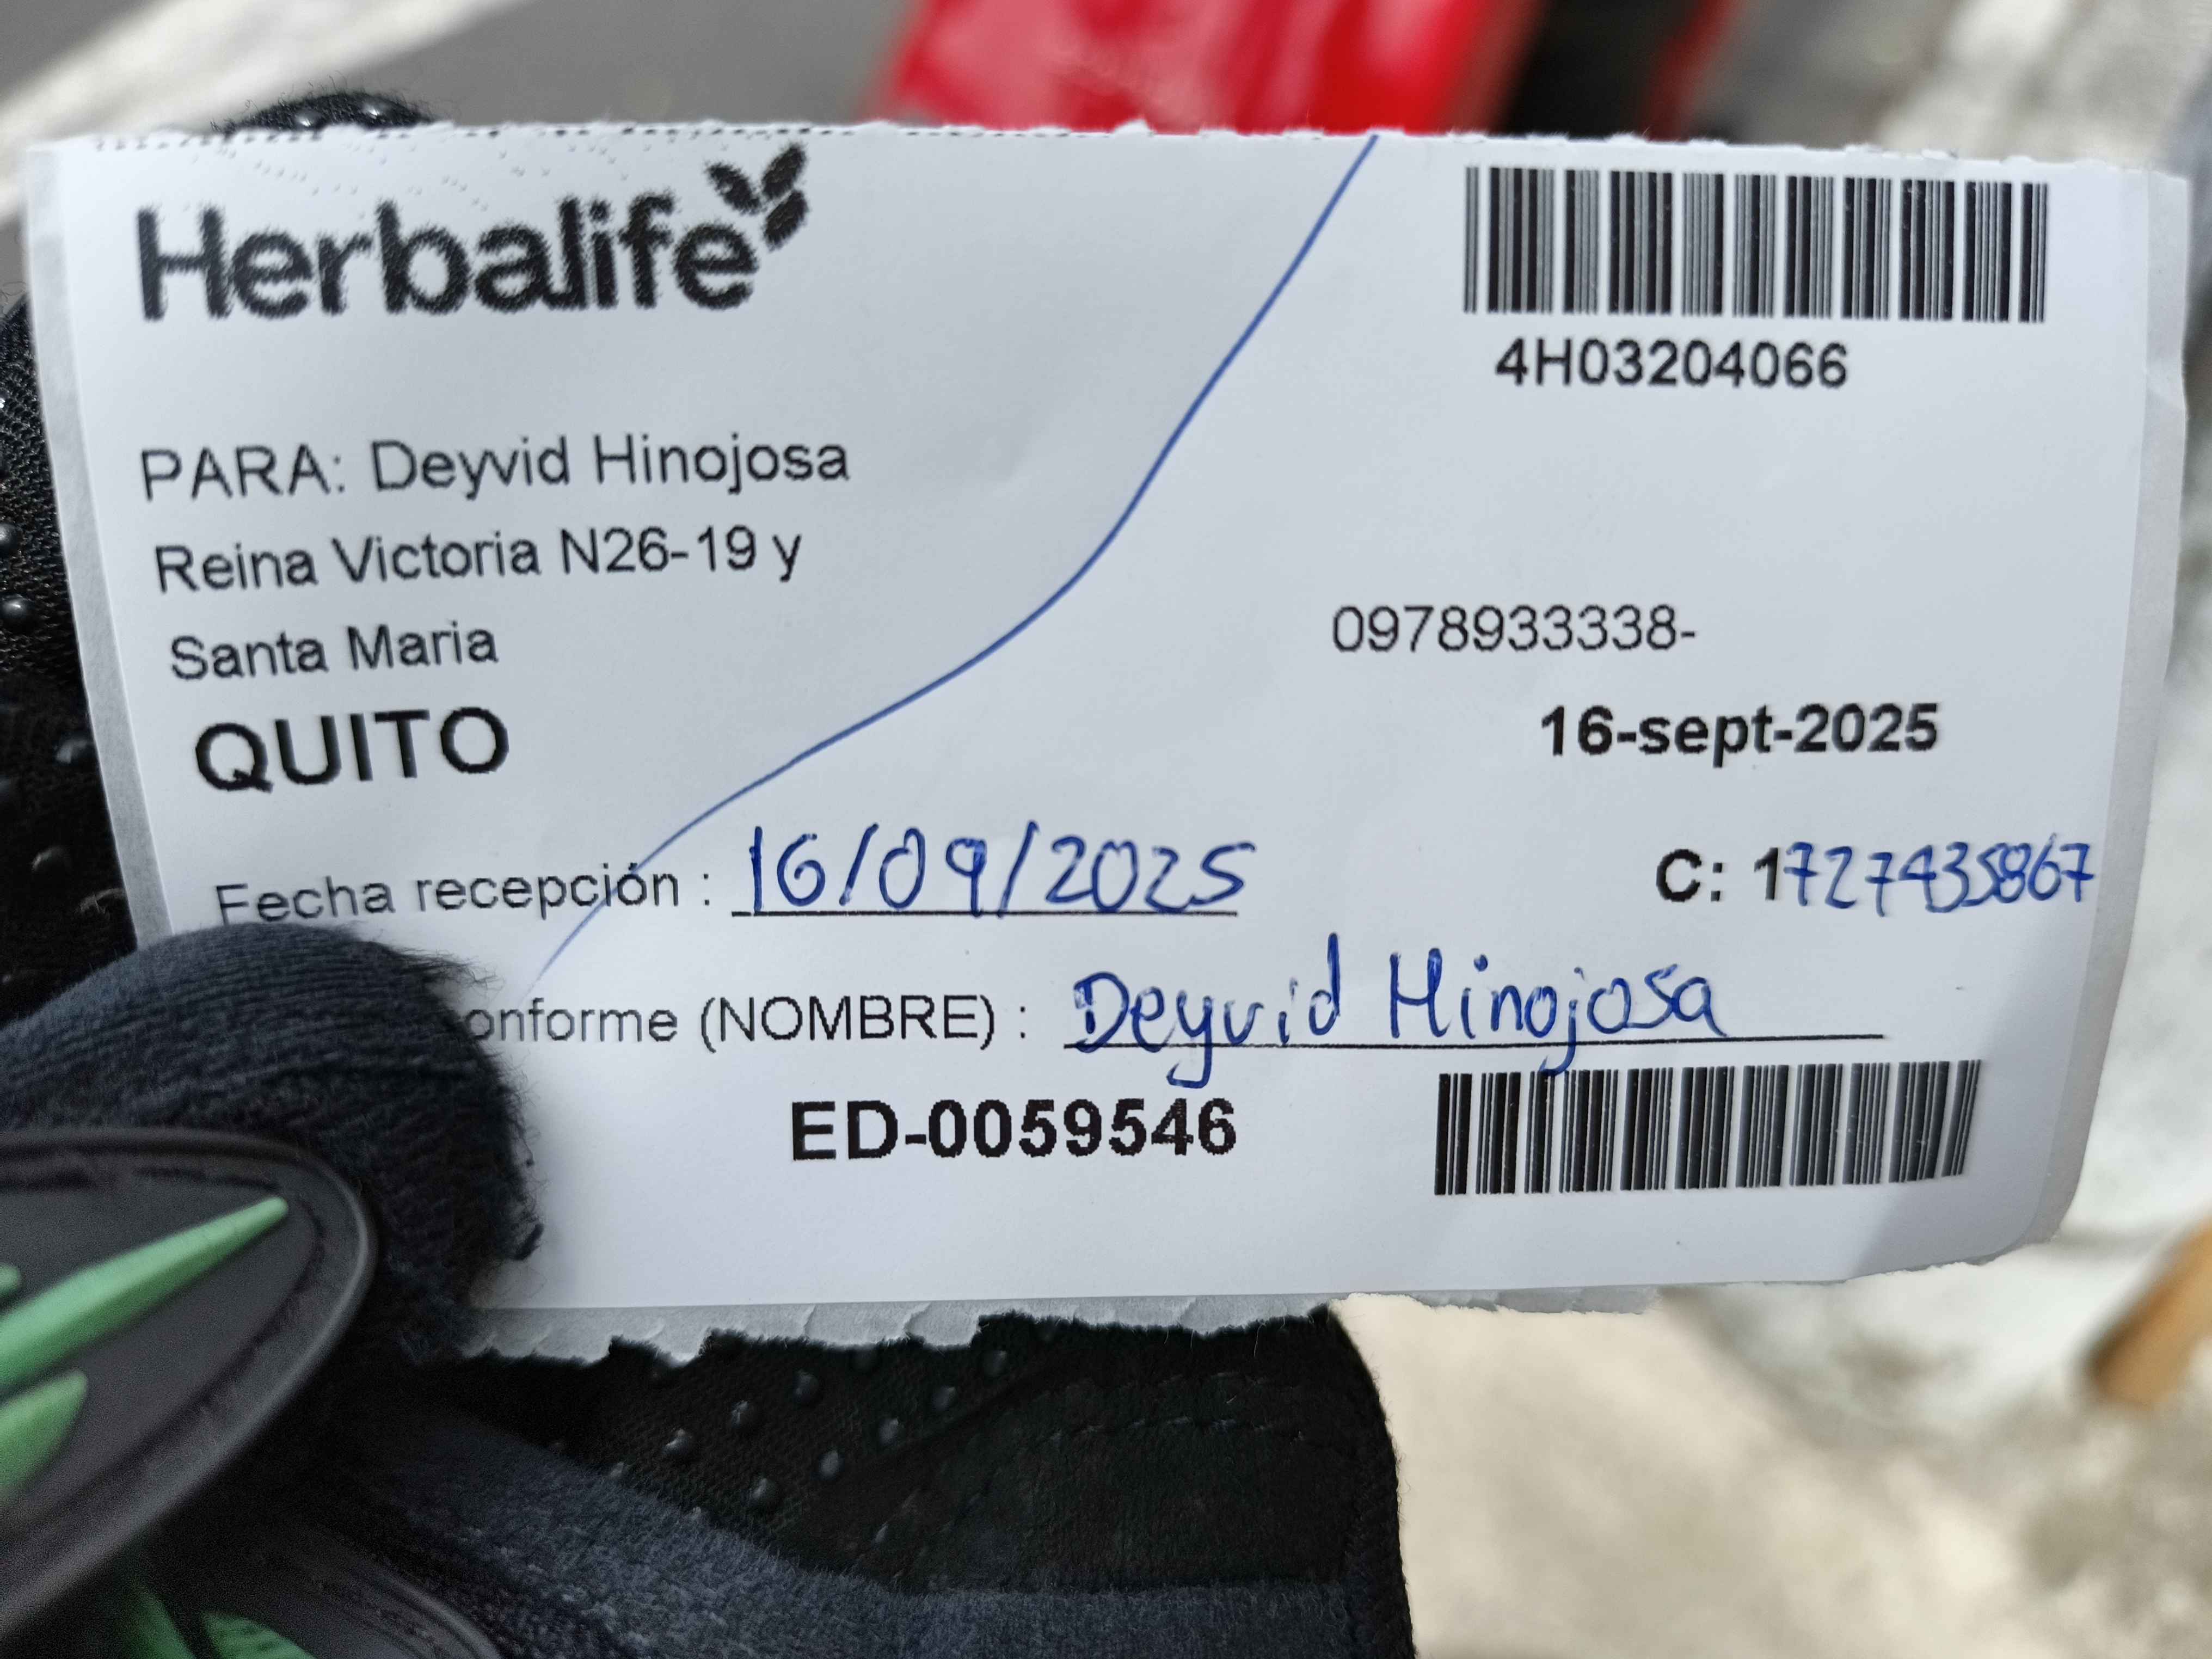 Herbalife
4H03204066
PARA: Deyvid Hinojosa
Reina Victoria N26-19 y
Santa Maria
0978933338-
QUITO
16-sept-2025
Fecha recepción : 16/09/2025
C: 1727435867
onforme (NOMBRE) : Deyvid Hinojosa
ED-0059546